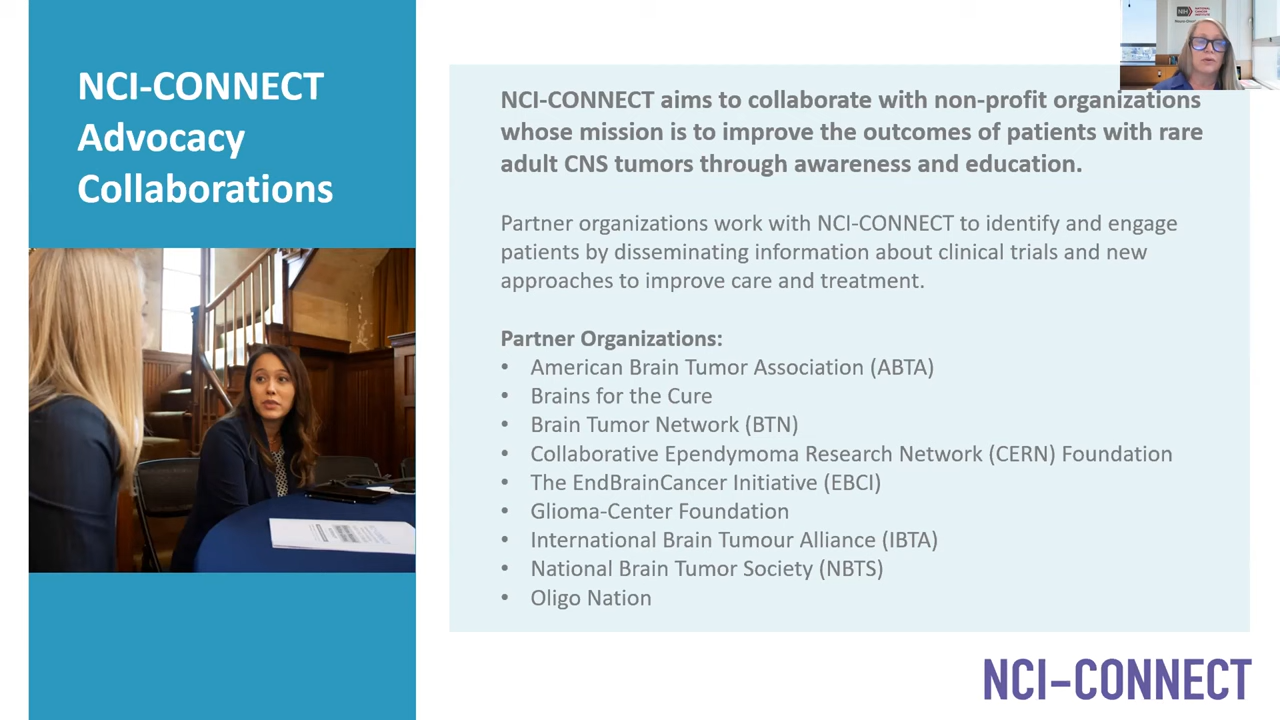 NCI-CONNECT
Advocacy
Collaborations
NIH
NATIONAL
CANCER
INSTITUTE
NCI-CONNECT aims to collaborate with non-profit organizations
whose mission is to improve the outcomes of patients with rare
adult CNS tumors through awareness and education.
Partner organizations work with NCI-CONNECT to identify and engage
patients by disseminating information about clinical trials and new
approaches to improve care and treatment.
Partner Organizations:
• American Brain Tumor Association (ABTA)
• Brains for the Cure
• Brain Tumor Network (BTN)
• Collaborative Ependymoma Research Network (CERN) Foundation
• The EndBrainCancer Initiative (EBCI)
• Glioma-Center Foundation
• International Brain Tumour Alliance (IBTA)
• National Brain Tumor Society (NBTS)
• Oligo Nation
NCI-CONNECT